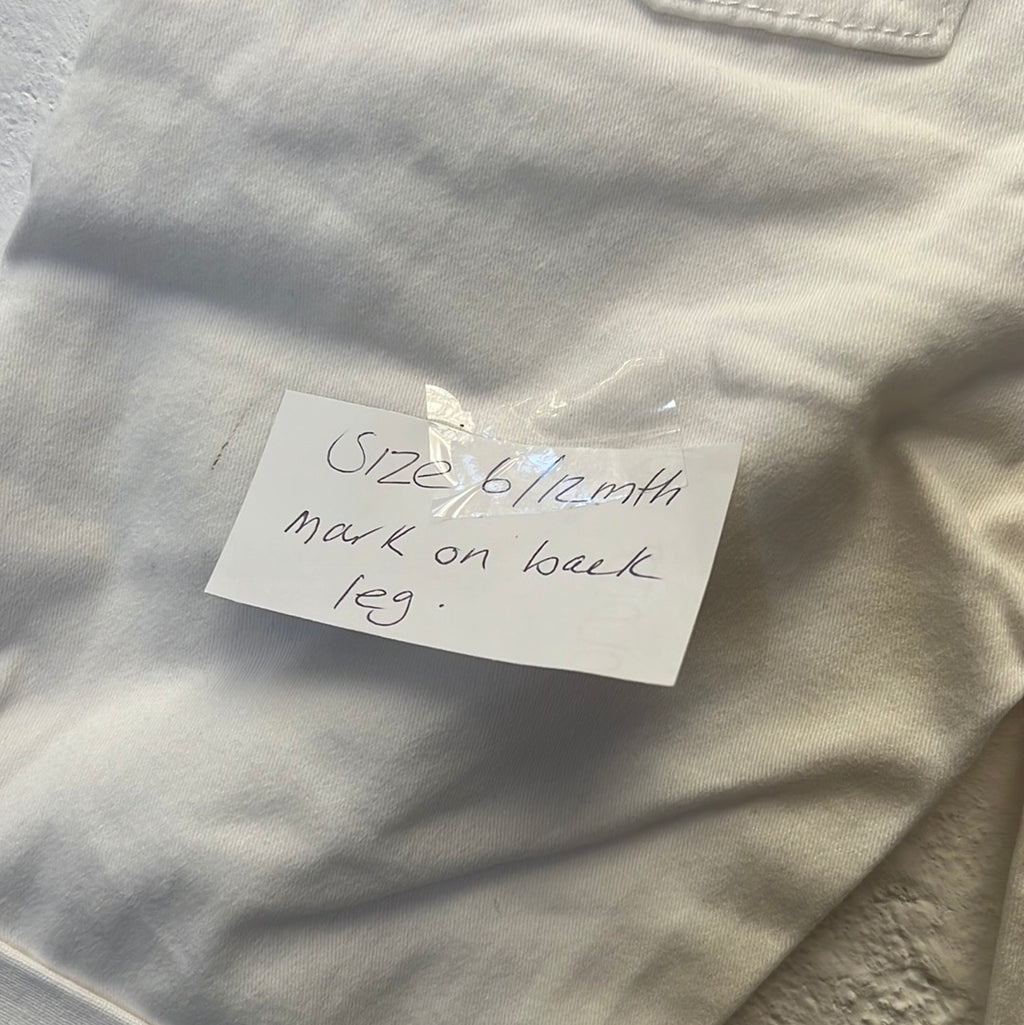 Size 6/12mth
mark on back
leg.